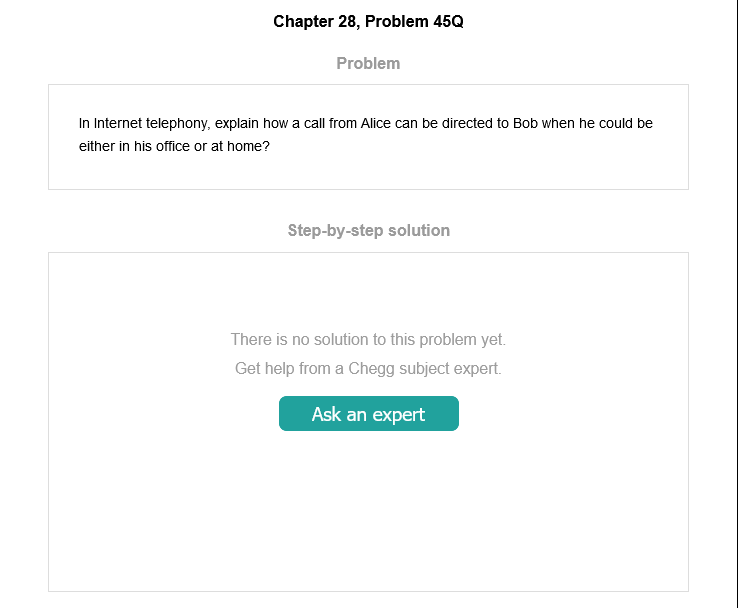 Chapter 28, Problem 45Q
Problem
In Internet telephony, explain how a call from Alice can be directed to Bob when he could be
either in his office or at home?
Step-by-step solution
There is no solution to this problem yet.
Get help from a Chegg subject expert.
Ask an expert